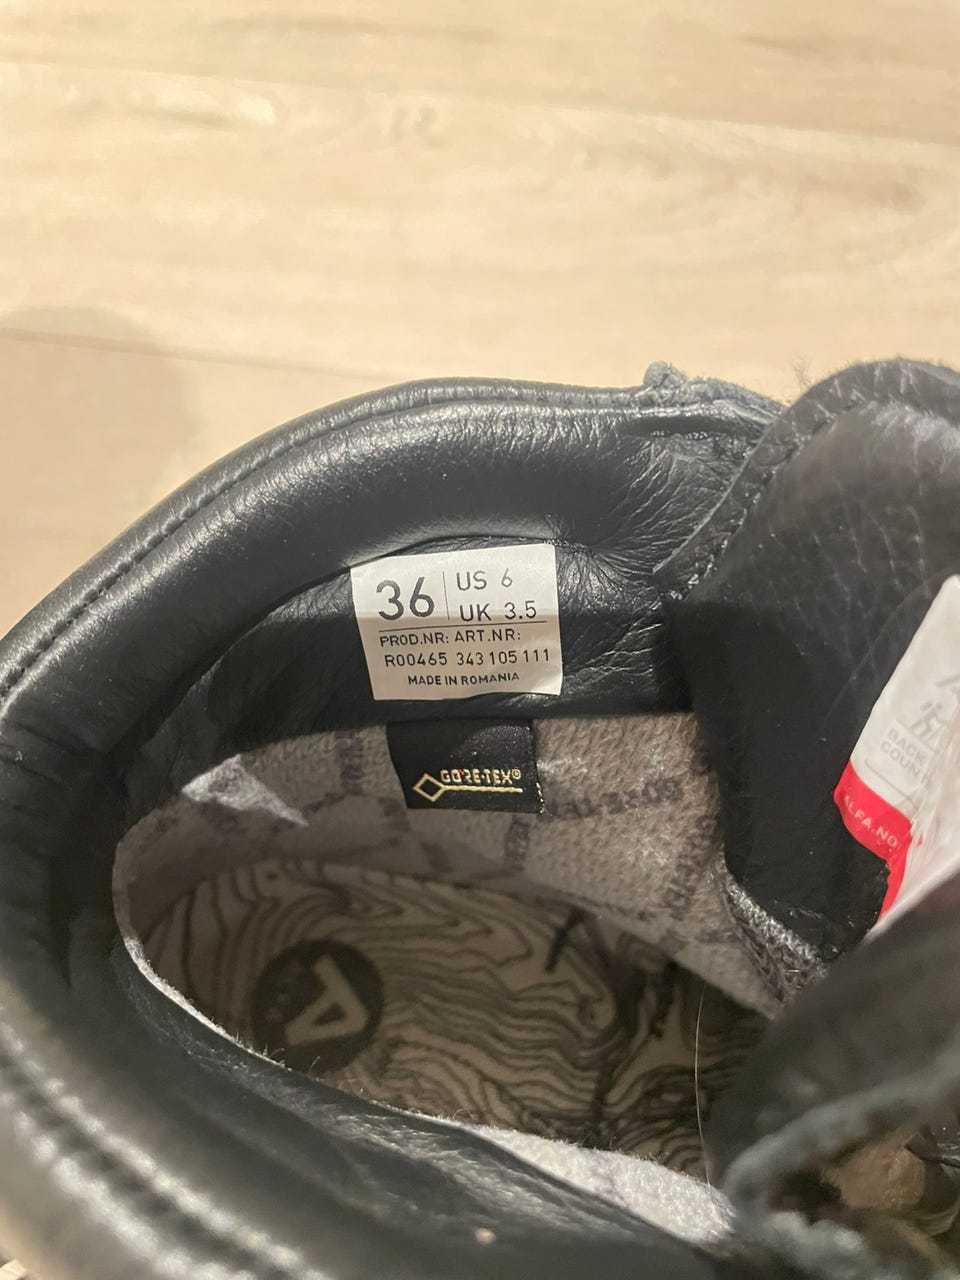 36
US 6
UK 3.5
PROD.NR: ART.NR:
R00465 343 105 111
MADE IN ROMANIA
GORE-TEX®
BACK
COUN
ALFA.NO
A